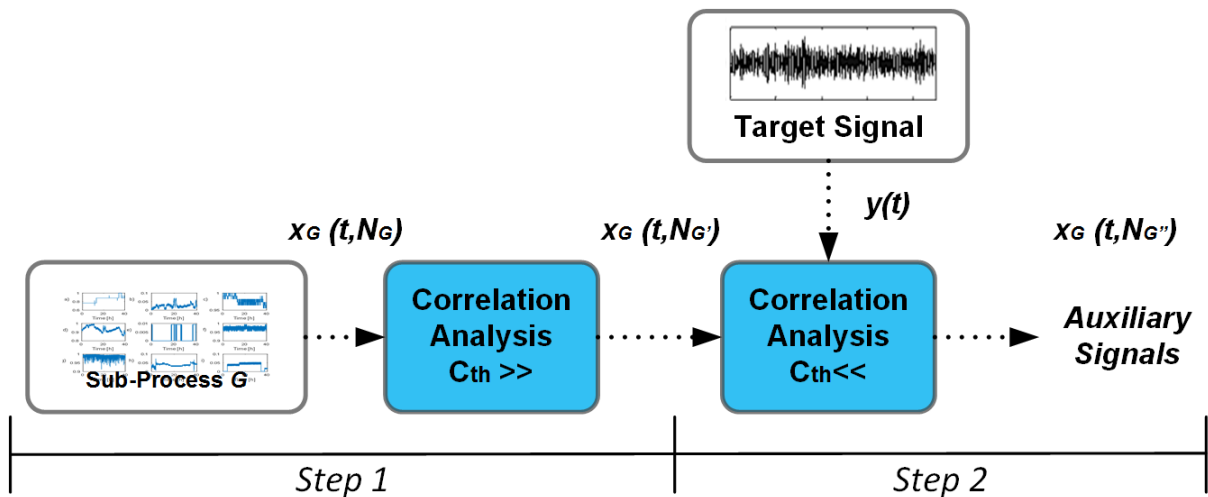 Target Signal
y(t)
xG (t,NG)
xG (t,NG')
xG (t,NG'')
Correlation
Analysis
Cth >>
Correlation
Analysis
Cth<<
Auxiliary
Signals
Sub-Process G
Step 1
Step 2